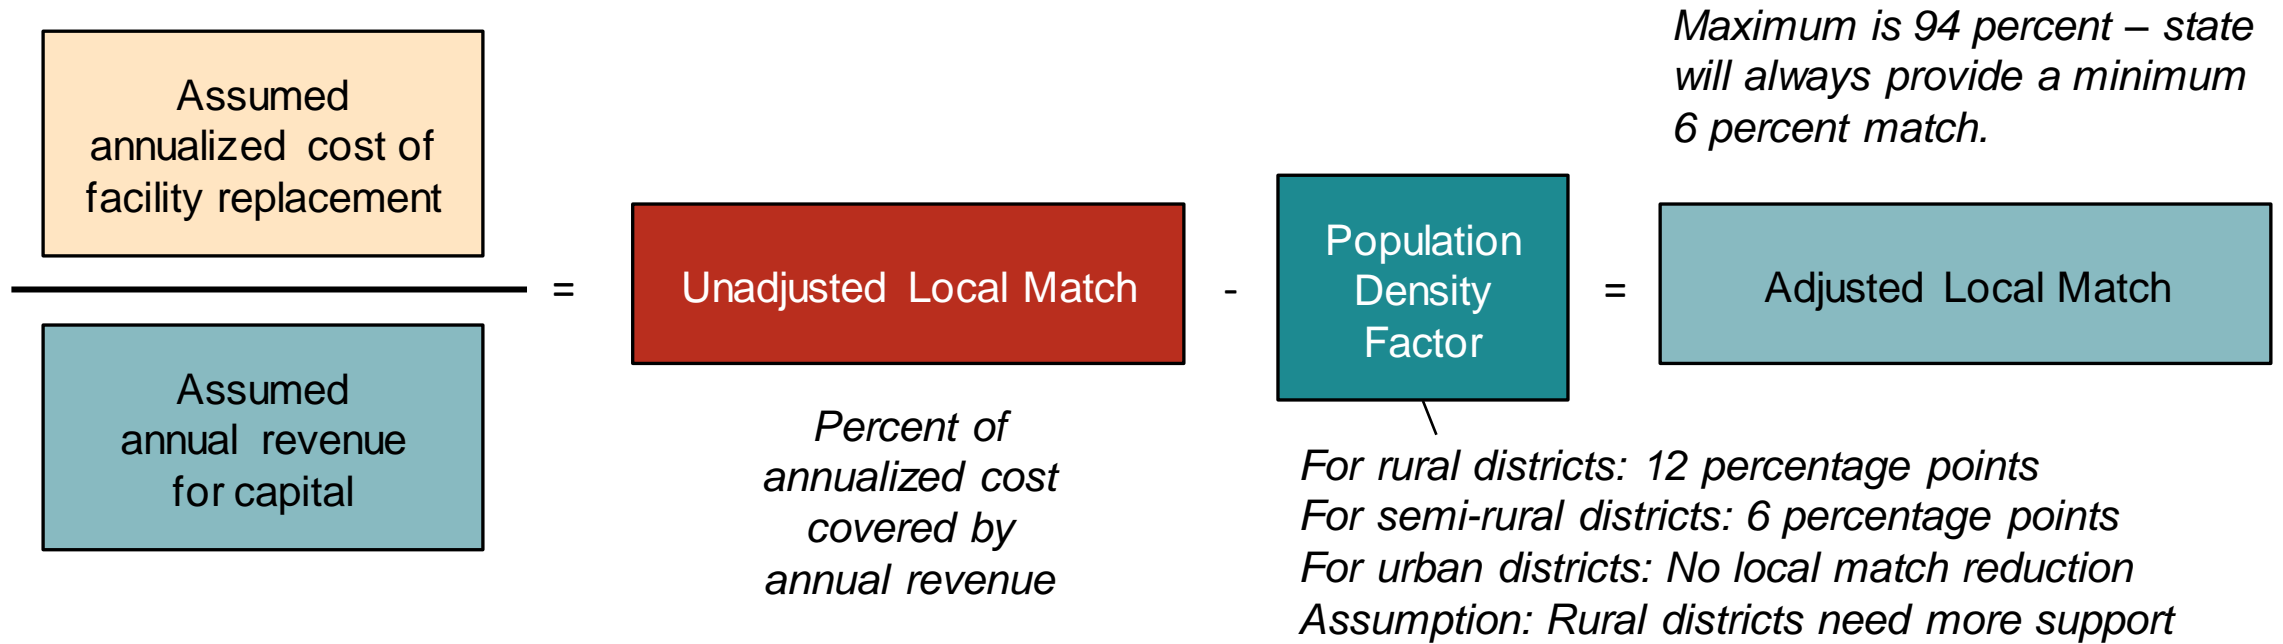 Assumed
annualized cost of
facility replacement
Assumed
annual revenue
for capital
=
Unadjusted Local Match
Percent of
annualized cost
covered by
annual revenue
-
Population
Density
Factor
For rural districts: 12 percentage points
For semi-rural districts: 6 percentage points
For urban districts: No local match reduction
Assumption: Rural districts need more support
=
Maximum is 94 percent – state
will always provide a minimum
6 percent match.
Adjusted Local Match